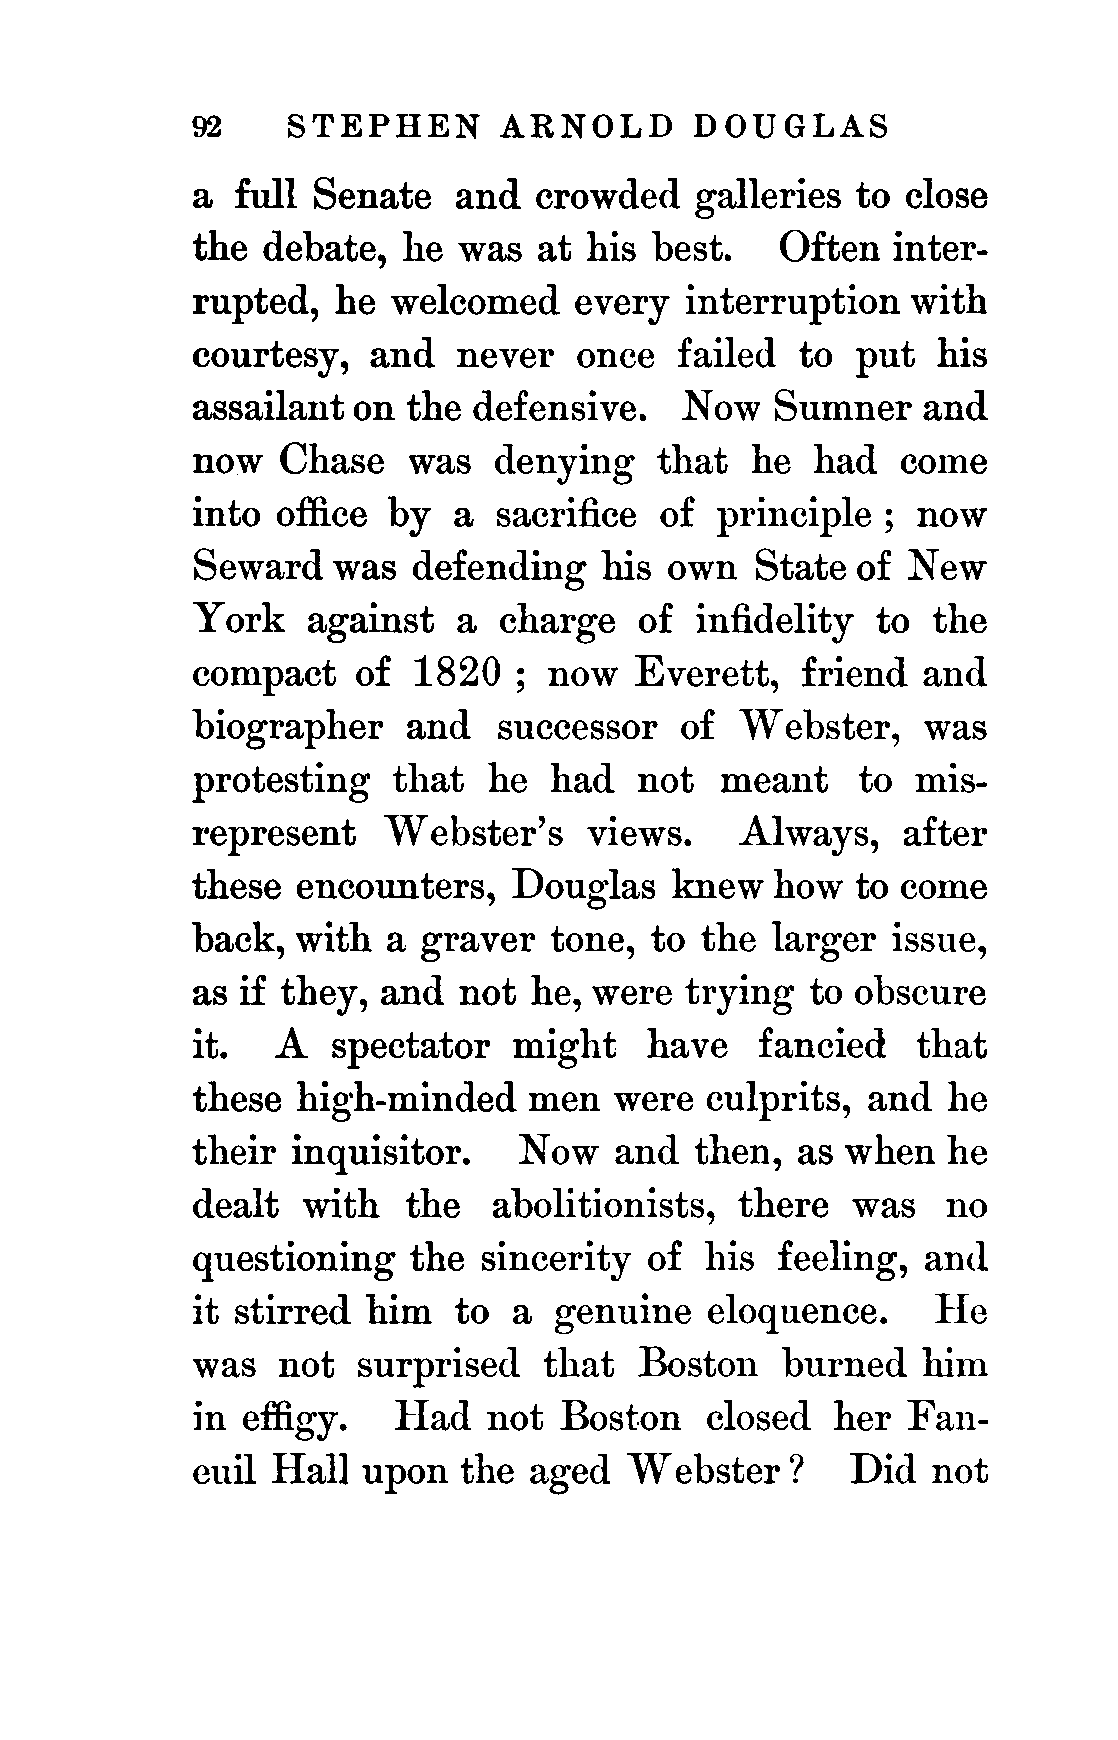 92 STEPHEN ARNOLD DOUGLAS
a full Senate and crowded galleries to close
the debate, he was at his best. Often inter-
rupted, he welcomed every interruption with
courtesy, and never once failed to put his
assailant on the defensive. Now Sumner and
now Chase was denying that he had come
into office by a sacrifice of principle ; now
Seward was defending his own State of New
York against a charge of infidelity to the
compact of 1820 ; now Everett, friend and
biographer and successor of Webster, was
protesting that he had not meant to mis-
represent Webster's views. Always, after
these encounters, Douglas knew how to come
back, with a graver tone, to the larger issue,
as if they, and not he, were trying to obscure
it. A spectator might have fancied that
these high-minded men were culprits, and he
their inquisitor. Now and then, as when he
dealt with the abolitionists, there was no
questioning the sincerity of his feeling, and
it stirred him to a genuine eloquence. He
was not surprised that Boston burned him
in effigy. Had not Boston closed her Fan-
euil Hall upon the aged Webster ? Did not